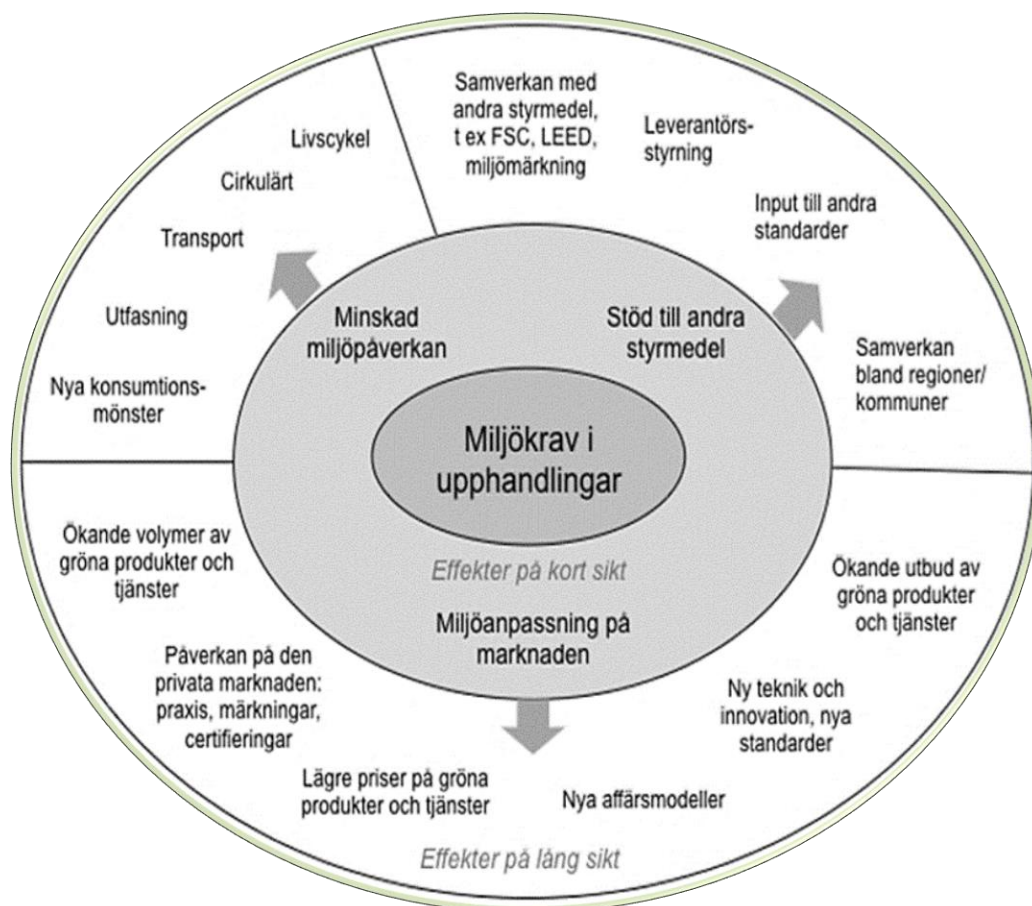 Samverkan med
andra styrmedel,
t ex FSC, LEED,
miljömärkning
Leverantörs-
styrning
Input till andra
standarder
Samverkan
bland regioner/
kommuner
Livscykel
Cirkulärt
Transport
Utfasning
Nya konsumtions-
mönster
Minskad
miljöpåverkan
Stöd till andra
styrmedel
Miljökrav i
upphandlingar
Effekter på kort sikt
Miljöanpassning på
marknaden
Ökande volymer av
gröna produkter och
tjänster
Påverkan på den
privata marknaden:
praxis, märkningar,
certifieringar
Lägre priser på gröna
produkter och tjänster
Nya affärsmodeller
Ny teknik och
innovation, nya
standarder
Ökande utbud av
gröna produkter
och tjänster
Effekter på lång sikt